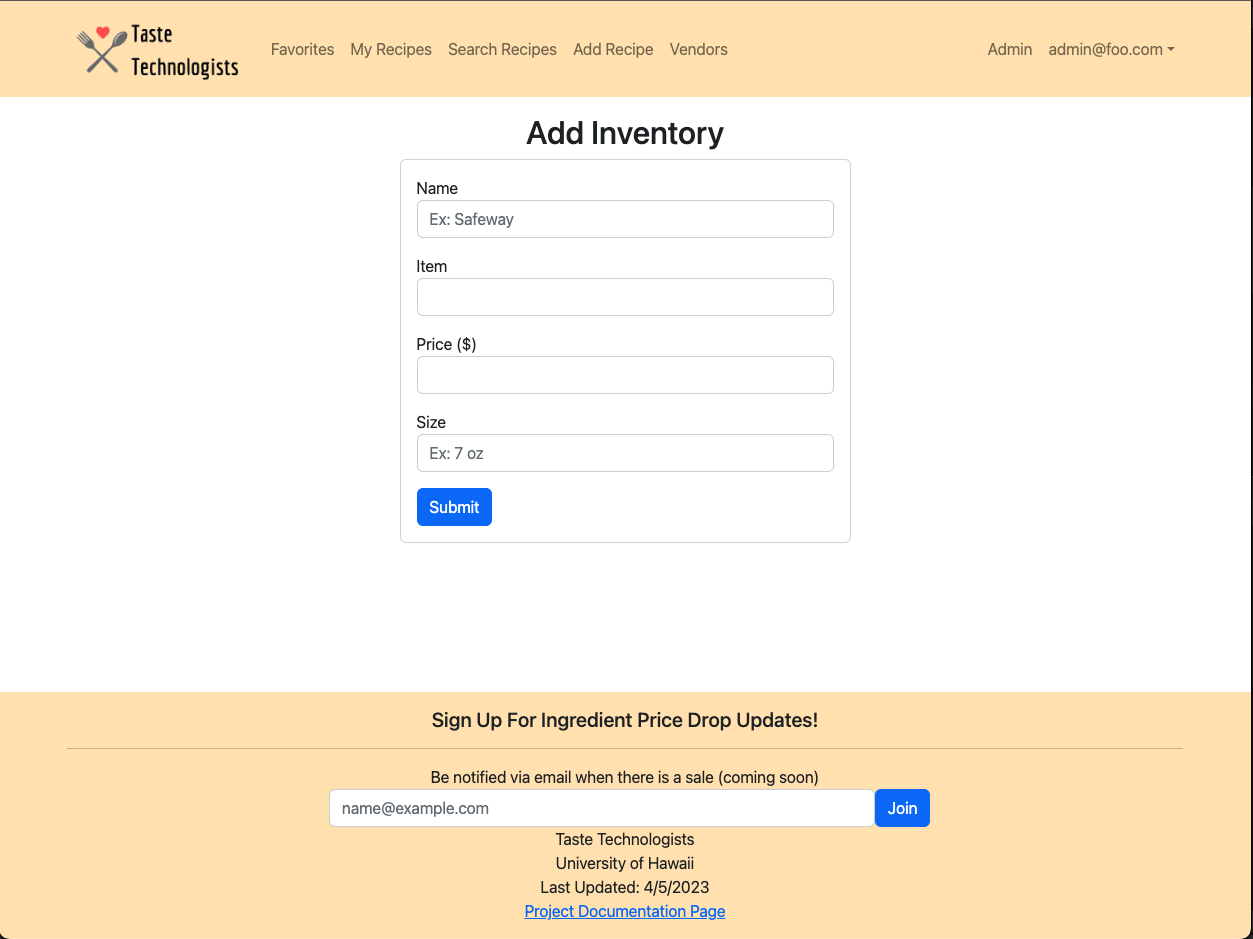 Taste
Technologists
Favorites My Recipes Search Recipes Add Recipe Vendors Admin admin@foo.com
Add Inventory
Name
Ex: Safeway
Item
Price ($)
Size
Ex: 7 oz
Submit
Sign Up For Ingredient Price Drop Updates!
Be notified via email when there is a sale (coming soon)
name@example.com Join
Taste Technologists
University of Hawaii
Last Updated: 4/5/2023
Project Documentation Page